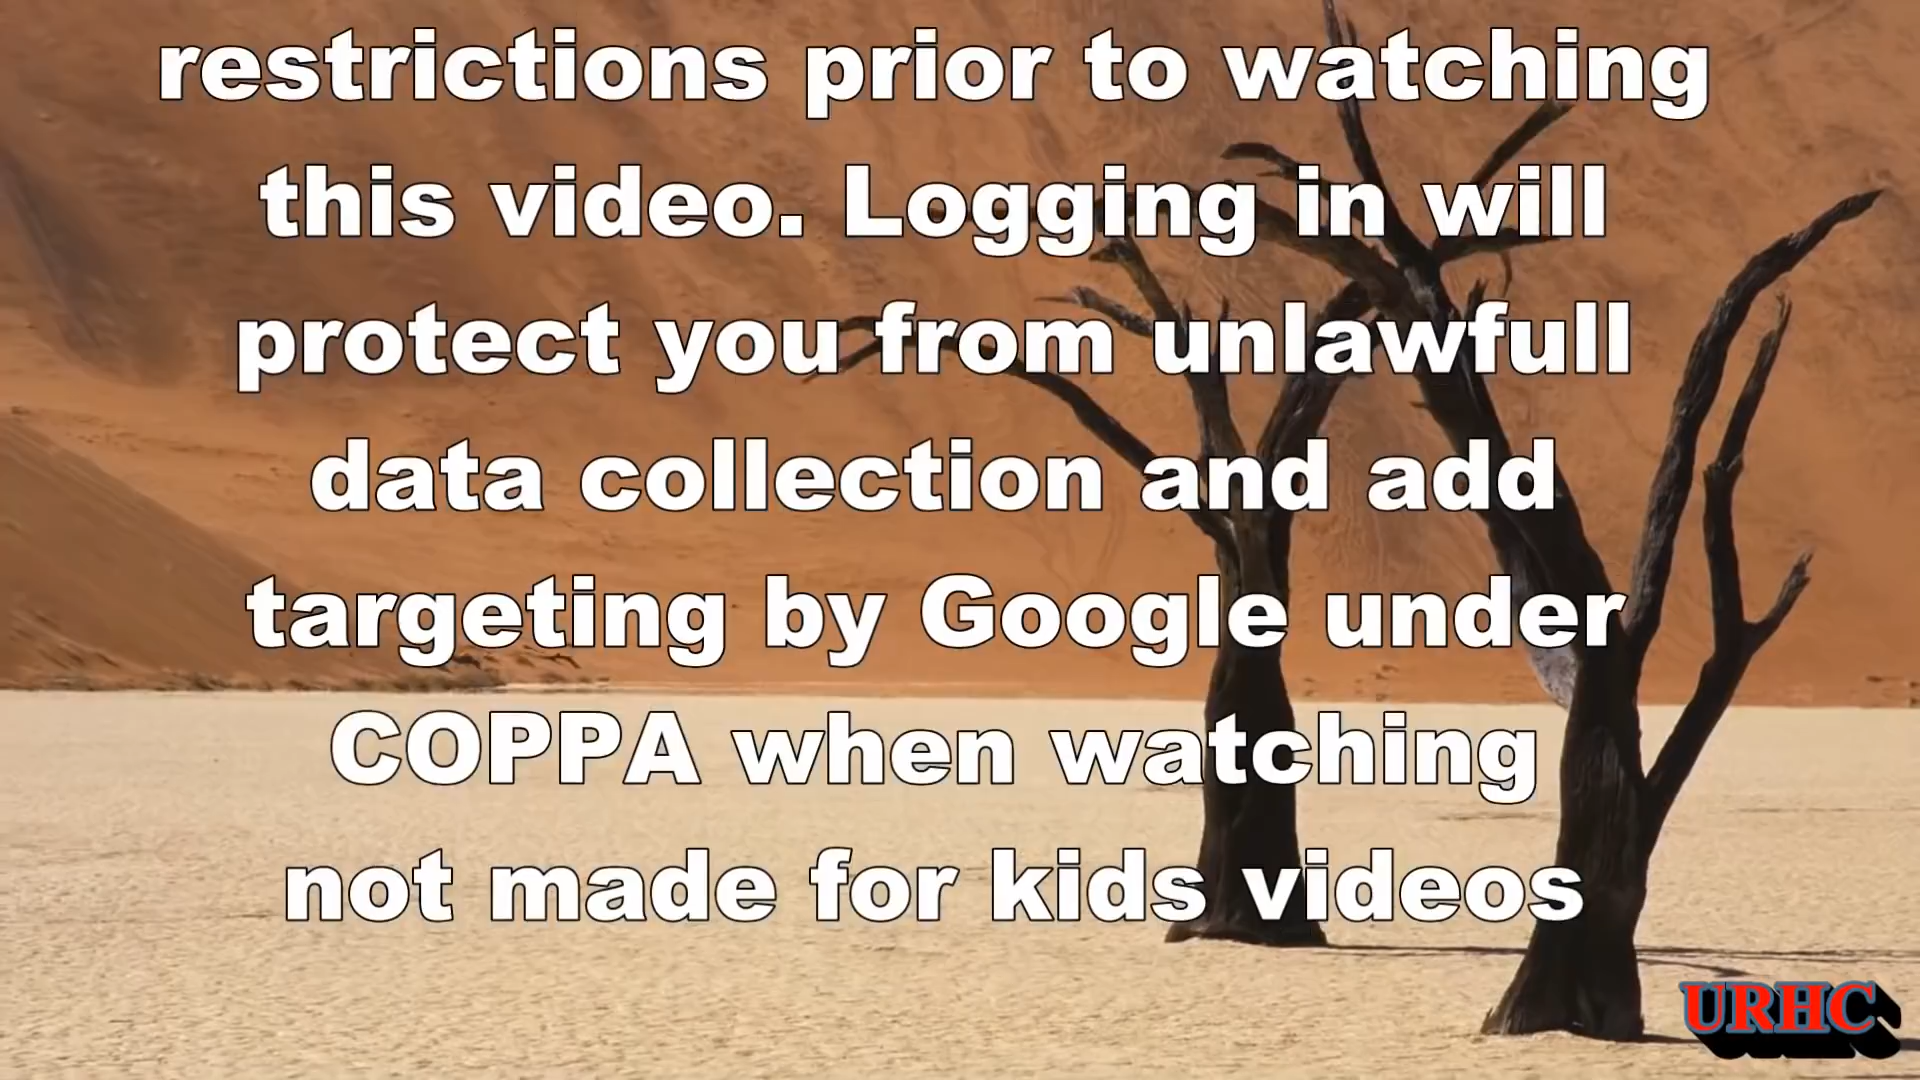 restrictions prior to watching
this video. Logging in will
protect you from unlawfull
data collection and add
targeting by Google under
COPPA when watching
not made for kids videos
URHC